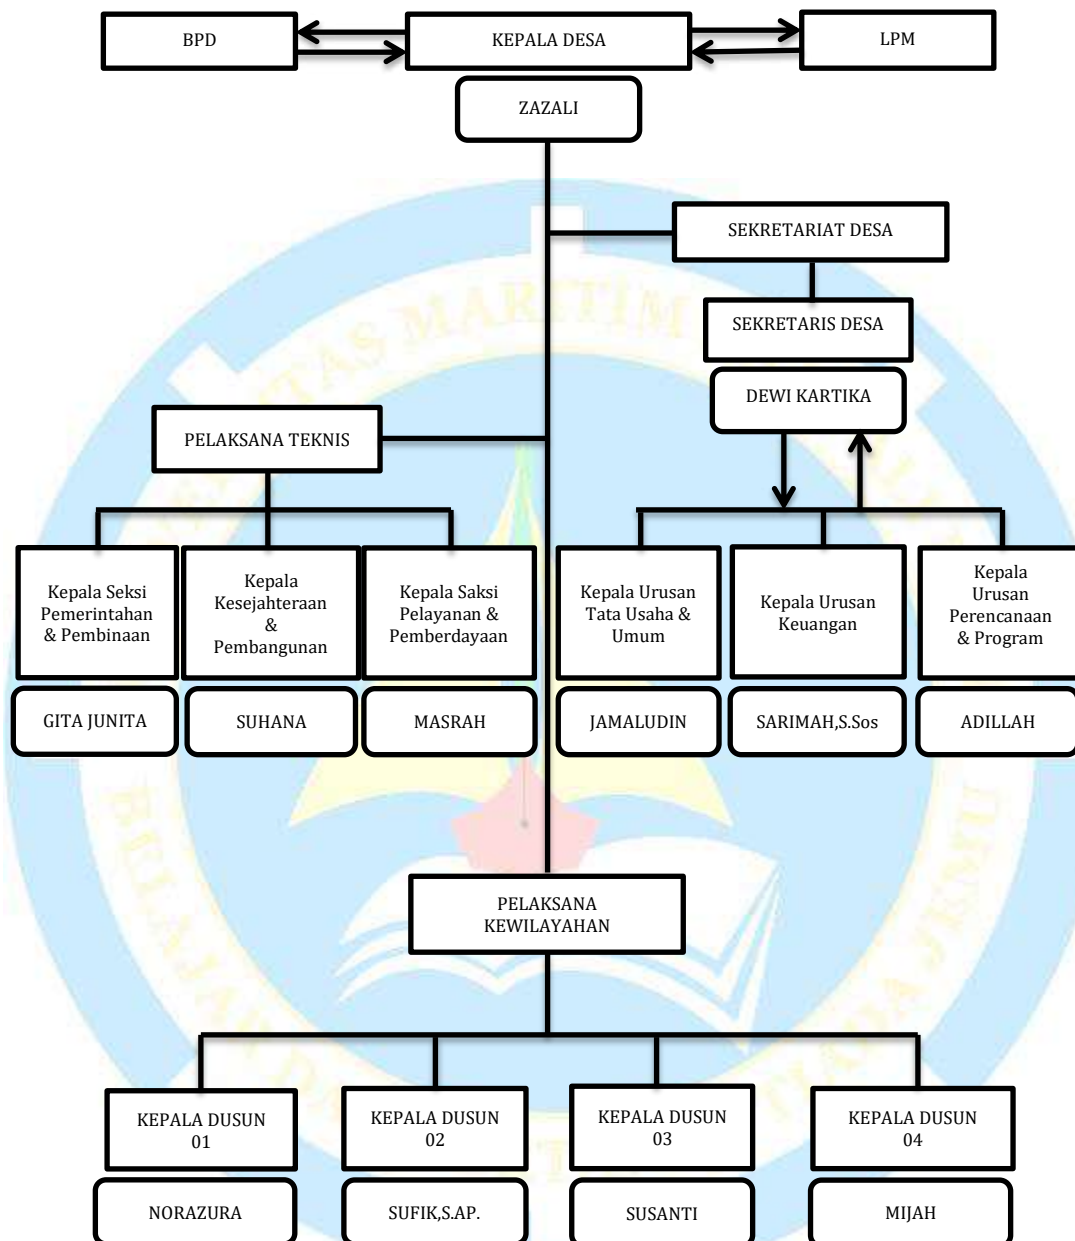 BPD
KEPALA DESA
LPM
ZAZALI
SEKRETARIAT DESA
SEKRETARIS DESA
DEWI KARTIKA
PELAKSANA TEKNIS
Kepala Seksi
Pemerintahan
& Pembinaan
GITA JUNITA
Kepala
Kesejahteraan
&
Pembangunan
SUHANA
Kepala Saksi
Pelayanan &
Pemberdayaan
MASRAH
Kepala Urusan
Tata Usaha &
Umum
JAMALUDIN
Kepala Urusan
Keuangan
SARIMAH,S.Sos
Kepala
Urusan
Perencanaan
& Program
ADILLAH
PELAKSANA
KEWILAYAHAN
KEPALA DUSUN
01
NORAZURA
KEPALA DUSUN
02
SUFIK,S.AP.
KEPALA DUSUN
03
SUSANTI
KEPALA DUSUN
04
MIJAH
MARITIM